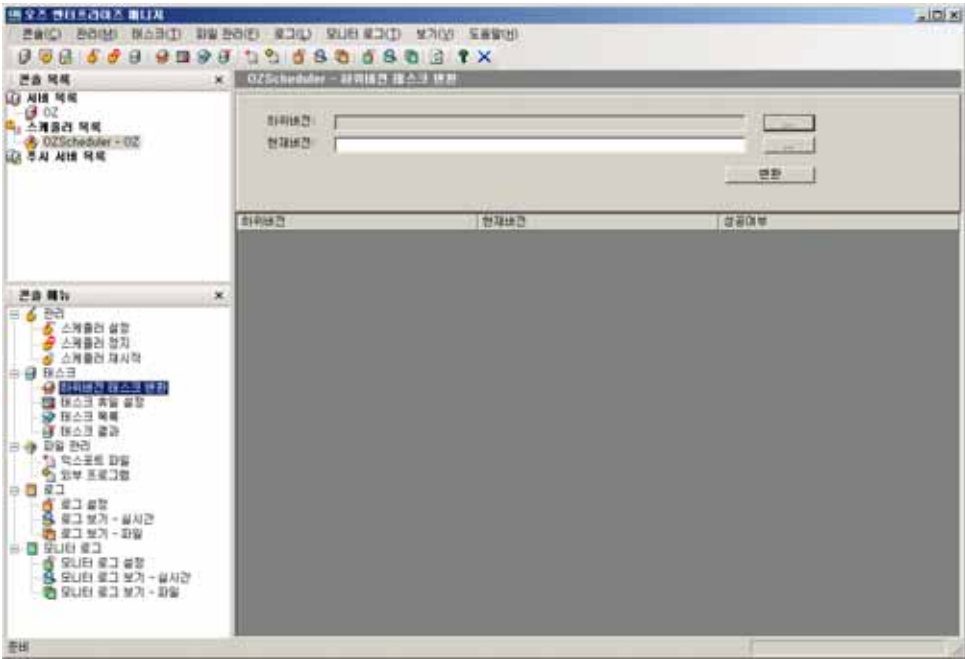 오즈 엔터프라이즈 매니저
콘솔(C) 관리(M) 태스크(T) 파일 관리(F) 로그(L) 모니터 로그(T) 보기(V) 도움말(H)
콘솔 목록
서버 목록
OZ
스케줄러 목록
OZScheduler - OZ
주시 서버 목록
OZScheduler - 하위버전 태스크 변환
하위버전:
...
현재버전:
...
변환
하위버전 현재버전 성공여부
콘솔 메뉴
관리
스케줄러 설정
스케줄러 정지
스케줄러 재시작
태스크
하위버전 태스크 변환
태스크 휴일 설정
태스크 목록
태스크 결과
파일 관리
익스포트 파일
외부 프로그램
로그
로그 설정
로그 보기 - 실시간
로그 보기 - 파일
모니터 로그
모니터 로그 설정
모니터 로그 보기 - 실시간
모니터 로그 보기 - 파일
준비